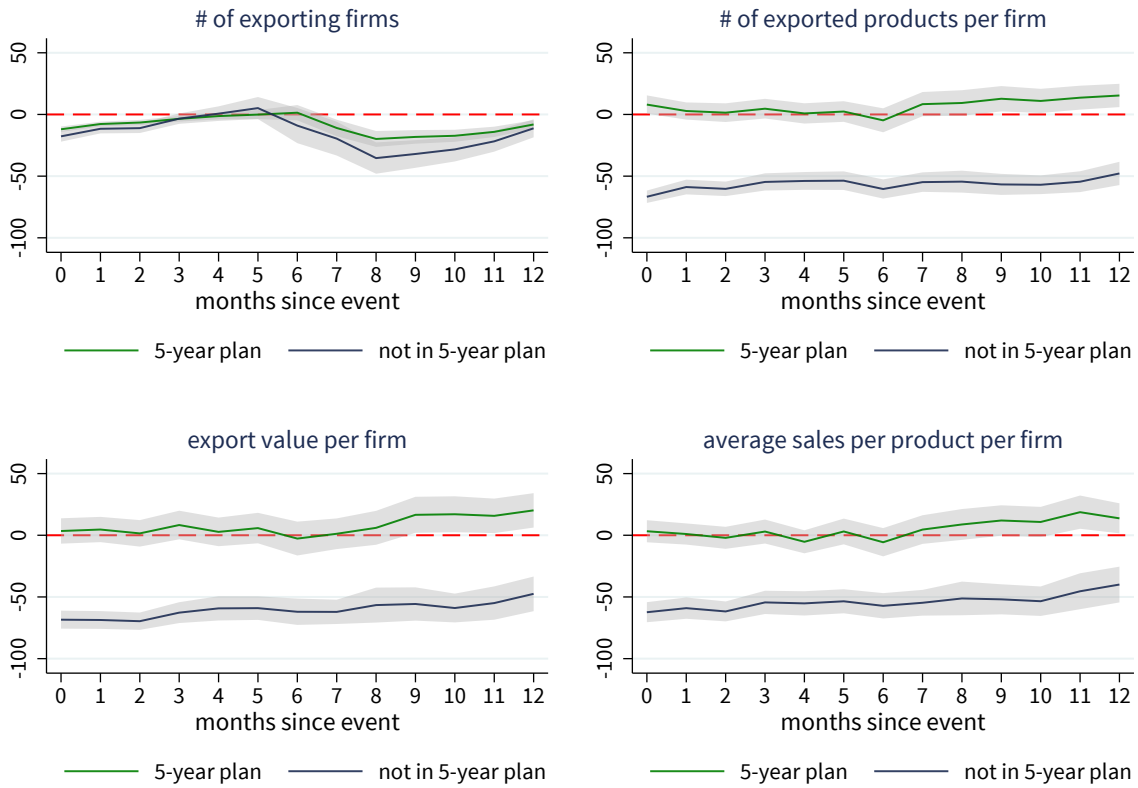 # of exporting firms
50
0
-50
-100
0 1 2 3 4 5 6 7 8 9 10 11 12
months since event
5-year plan not in 5-year plan
# of exported products per firm
50
0
-50
-100
0 1 2 3 4 5 6 7 8 9 10 11 12
months since event
5-year plan not in 5-year plan
export value per firm
50
0
-50
-100
0 1 2 3 4 5 6 7 8 9 10 11 12
months since event
5-year plan not in 5-year plan
average sales per product per firm
50
0
-50
-100
0 1 2 3 4 5 6 7 8 9 10 11 12
months since event
5-year plan not in 5-year plan